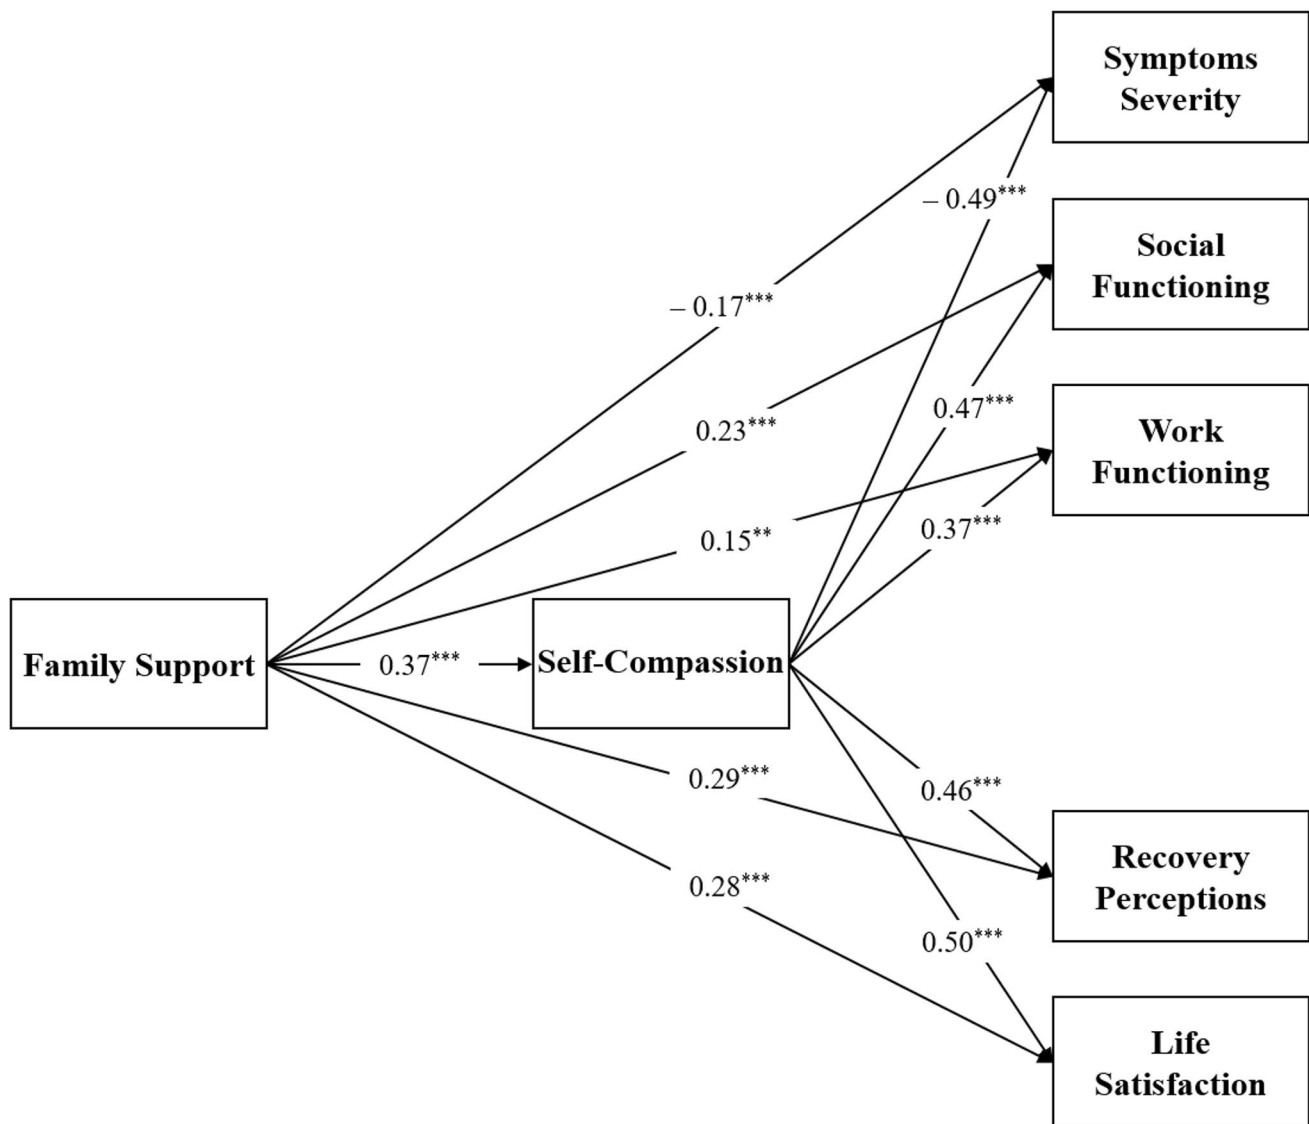 Symptoms
Severity
– 0.49***
Social
Functioning
– 0.17***
0.47***
0.23***
Work
Functioning
0.15**
0.37***
Family Support
0.37***
Self-Compassion
0.29***
0.46***
Recovery
Perceptions
0.28***
0.50***
Life
Satisfaction